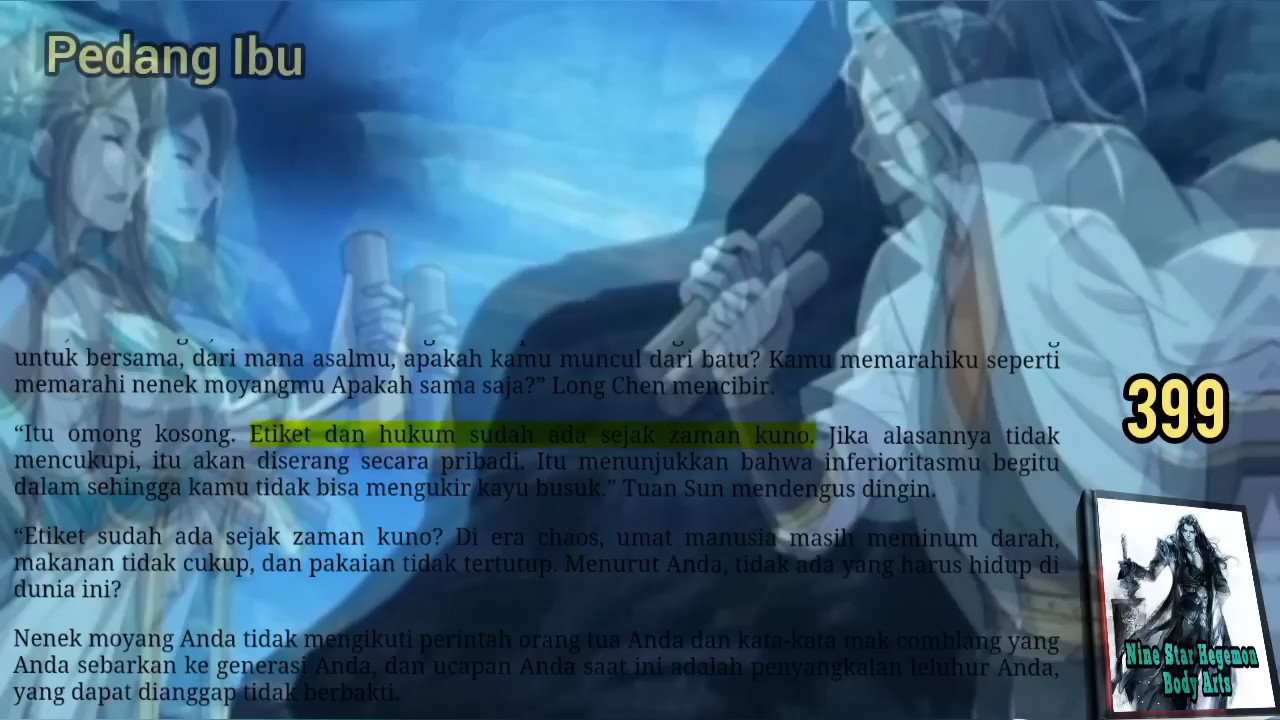 Pedang Ibu
untuk bersama, dari mana asalmu, apakah kamu muncul dari batu? Kamu memarahiku seperti
memarahi nenek moyangmu Apakah sama saja?” Long Chen mencibir.
“Itu omong kosong. Etiket dan hukum sudah ada sejak zaman kuno. Jika alasannya tidak
mencukupi, itu akan diserang secara pribadi. Itu menunjukkan bahwa inferioritasmu begitu
dalam sehingga kamu tidak bisa mengukir kayu busuk.” Tuan Sun mendengus dingin.
399
“Etiket sudah ada sejak zaman kuno? Di era chaos, umat manusia masih meminum darah,
makanan tidak cukup, dan pakaian tidak tertutup. Menurut Anda, tidak ada yang harus hidup di
dunia ini?
Nenek moyang Anda tidak mengikuti perintah orang tua Anda dan kata-kata mak comblang yang
Anda sebarkan ke generasi Anda, dan ucapan Anda saat ini adalah penyangkalan leluhur Anda,
yang dapat dianggap tidak berbakti.
Nine Star Hegemon
Body Arts